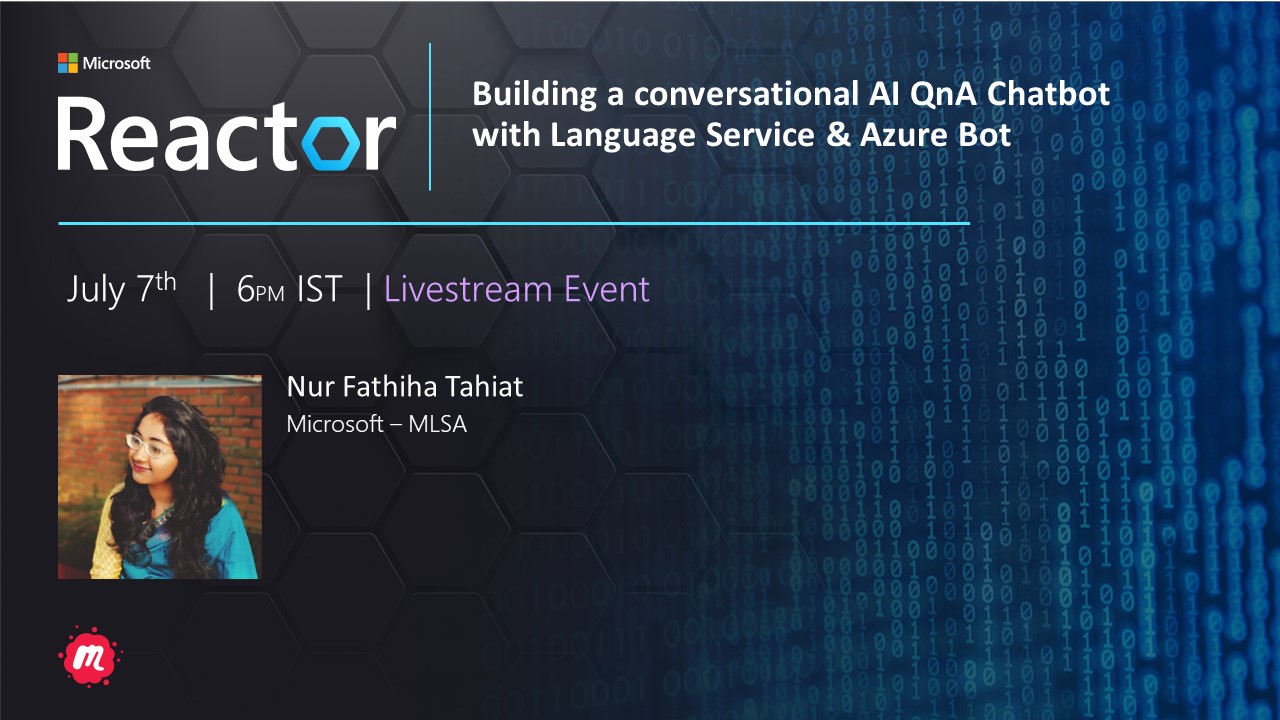 Microsoft
Reactor
Building a conversational AI QnA Chatbot
with Language Service & Azure Bot
July 7th | 6PM IST | Livestream Event
Nur Fathiha Tahiat
Microsoft – MLSA
m